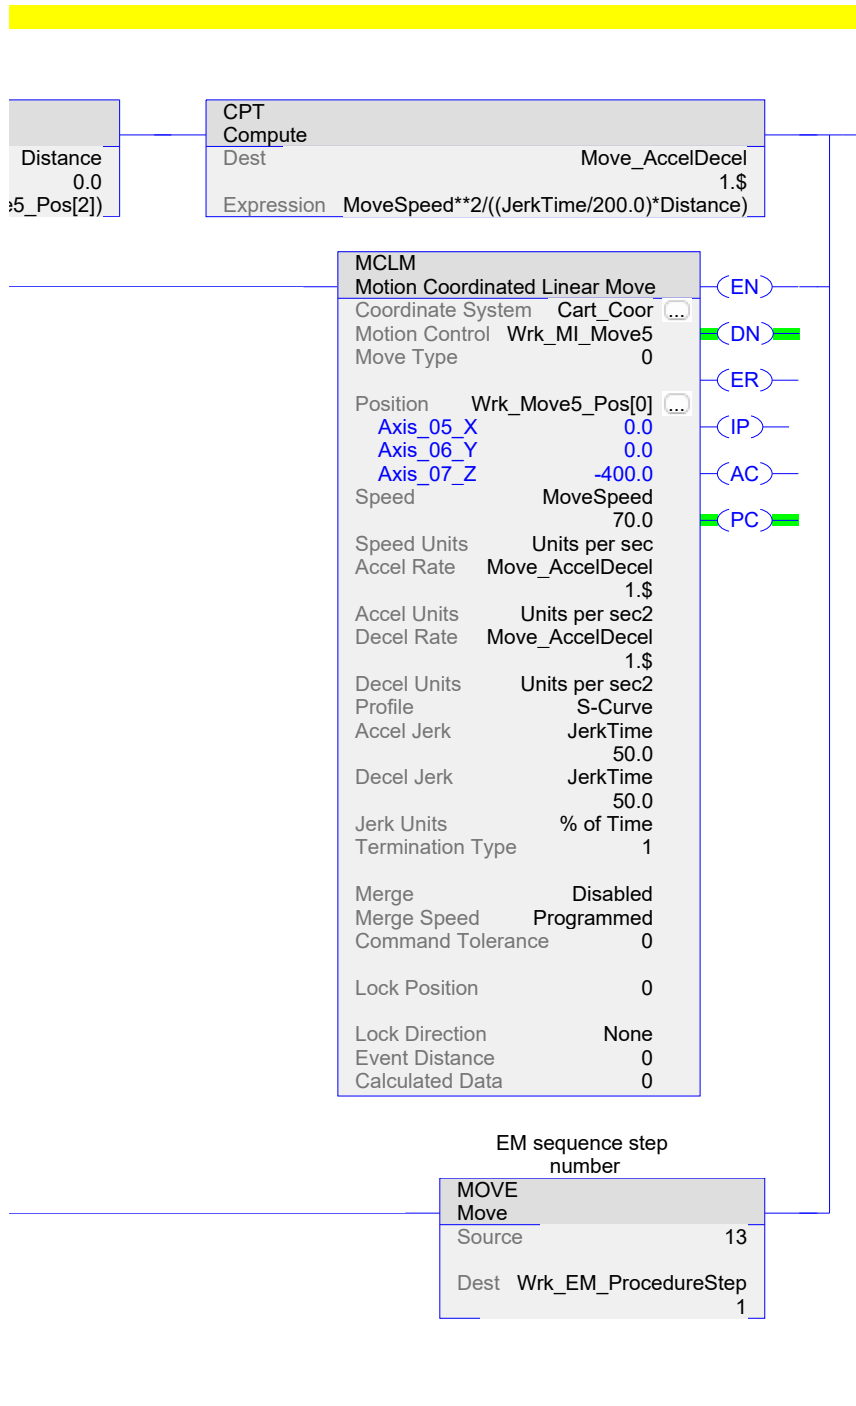 CPT
Compute
Distance
0.0
e5_Pos[2])
Dest Move_AccelDecel
1.$
Expression MoveSpeed**2/((JerkTime/200.0)*Distance)
MCLM
Motion Coordinated Linear Move
Coordinate System Cart_Coor ...
Motion Control Wrk_MI_Move5
Move Type 0
Position Wrk_Move5_Pos[0] ...
Axis_05_X 0.0
Axis_06_Y 0.0
Axis_07_Z -400.0
Speed MoveSpeed
70.0
Speed Units Units per sec
Accel Rate Move_AccelDecel
1.$
Accel Units Units per sec2
Decel Rate Move_AccelDecel
1.$
Decel Units Units per sec2
Profile S-Curve
Accel Jerk JerkTime
50.0
Decel Jerk JerkTime
50.0
Jerk Units % of Time
Termination Type 1
Merge Disabled
Merge Speed Programmed
Command Tolerance 0
Lock Position 0
Lock Direction None
Event Distance 0
Calculated Data 0
EN
DN
ER
IP
AC
PC
EM sequence step
number
MOVE
Move
Source 13
Dest Wrk_EM_ProcedureStep
1